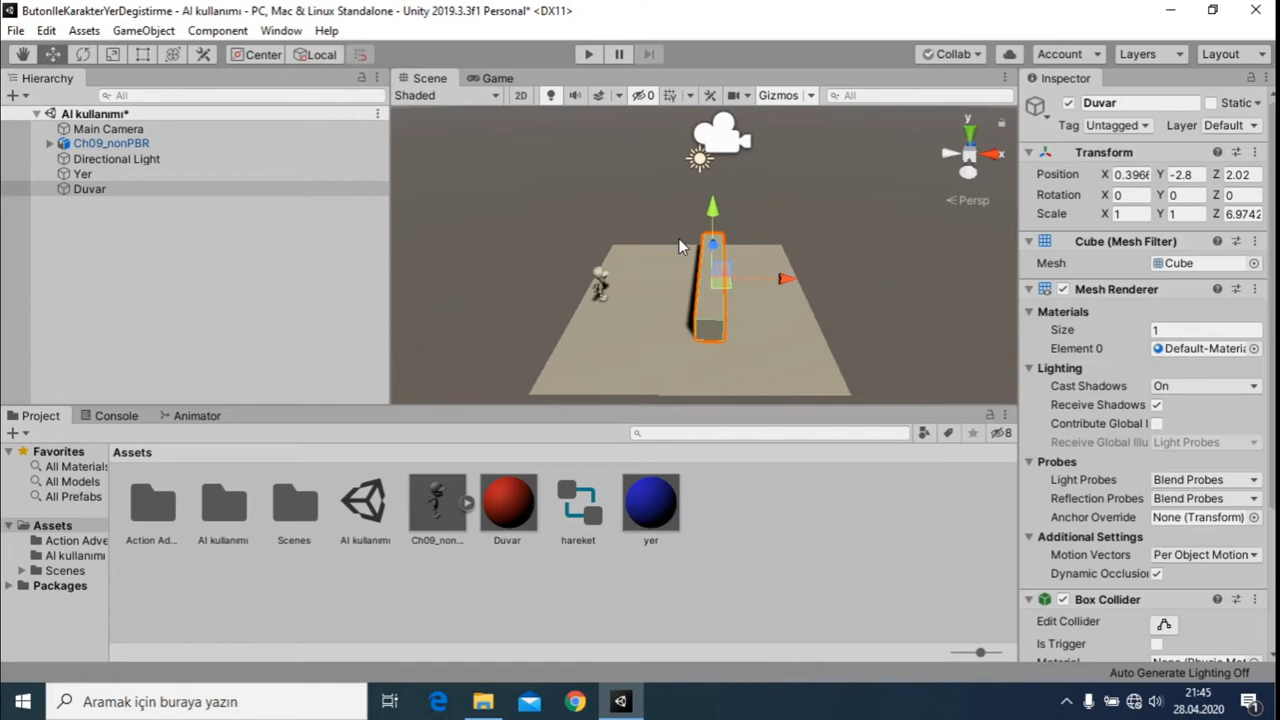 ButonIleKarakterYerDegistirme - AI kullanımı - PC, Mac & Linux Standalone - Unity 2019.3.3f1 Personal* <DX11>
File Edit Assets GameObject Component Window Help
Center Local Collab Account Layers Layout
Hierarchy
All
AI kullanımı*
Main Camera
Ch09_nonPBR
Directional Light
Yer
Duvar
Scene Game
Shaded 2D 0 Gizmos All
y
x
Persp
Inspector
Duvar Static
Tag Untagged Layer Default
Transform
Position X 0.396 Y -2.8 Z 2.02
Rotation X 0 Y 0 Z 0
Scale X 1 Y 1 Z 6.9742
Cube (Mesh Filter)
Mesh Cube
Mesh Renderer
Materials
Size 1
Element 0 Default-Materia
Lighting
Cast Shadows On
Receive Shadows
Contribute Global I
Receive Global Illu Light Probes
Probes
Light Probes Blend Probes
Reflection Probes Blend Probes
Anchor Override None (Transform)
Additional Settings
Motion Vectors Per Object Motion
Dynamic Occlusion
Box Collider
Edit Collider
Is Trigger
Project Console Animator
8
Favorites
All Materials
All Models
All Prefabs
Assets
Action Adve
AI kullanımı
Scenes
Packages
Assets
Action Ad... AI kullanımı Scenes AI kullanımı Ch09_non... Duvar hareket yer
Auto Generate Lighting Off
Aramak için buraya yazın
21:45
28.04.2020
1